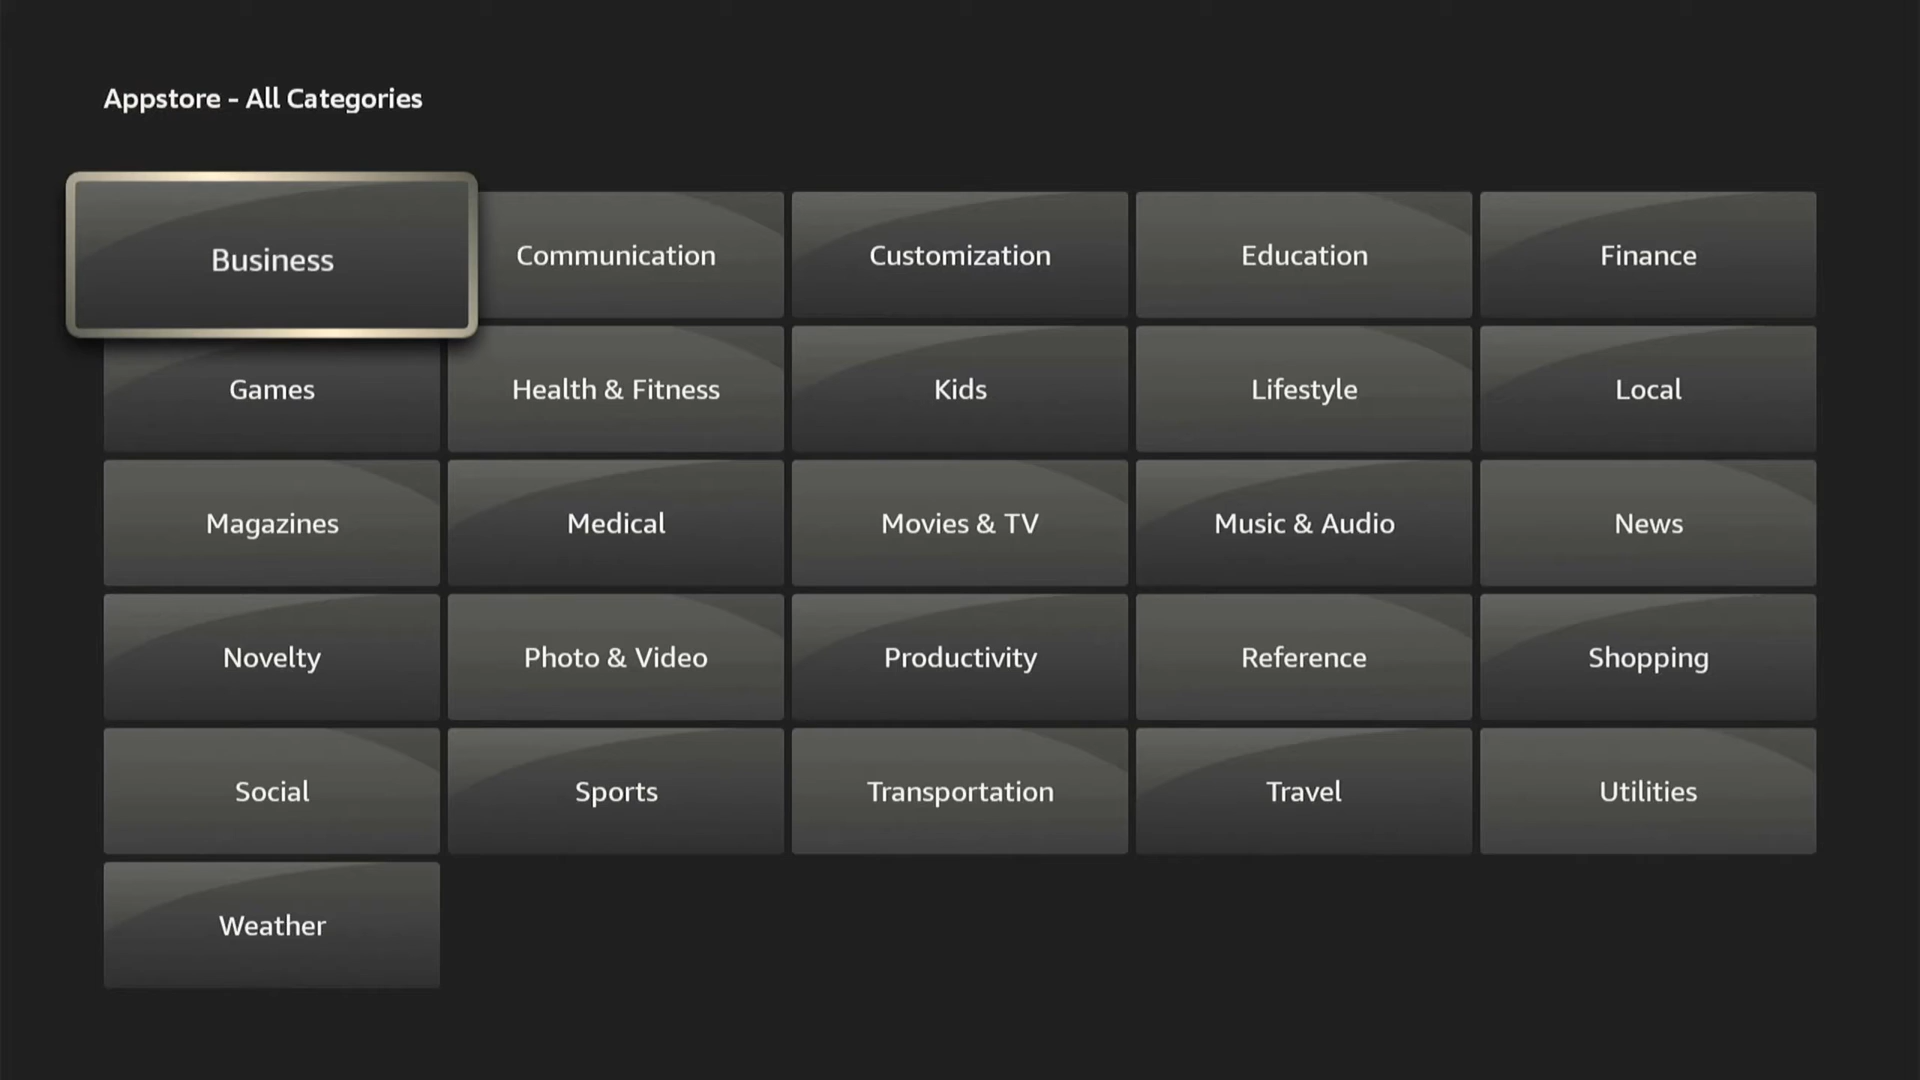 Appstore - All Categories
Business
Communication
Customization
Education
Finance
Games
Health & Fitness
Kids
Lifestyle
Local
Magazines
Medical
Movies & TV
Music & Audio
News
Novelty
Photo & Video
Productivity
Reference
Shopping
Social
Sports
Transportation
Travel
Utilities
Weather